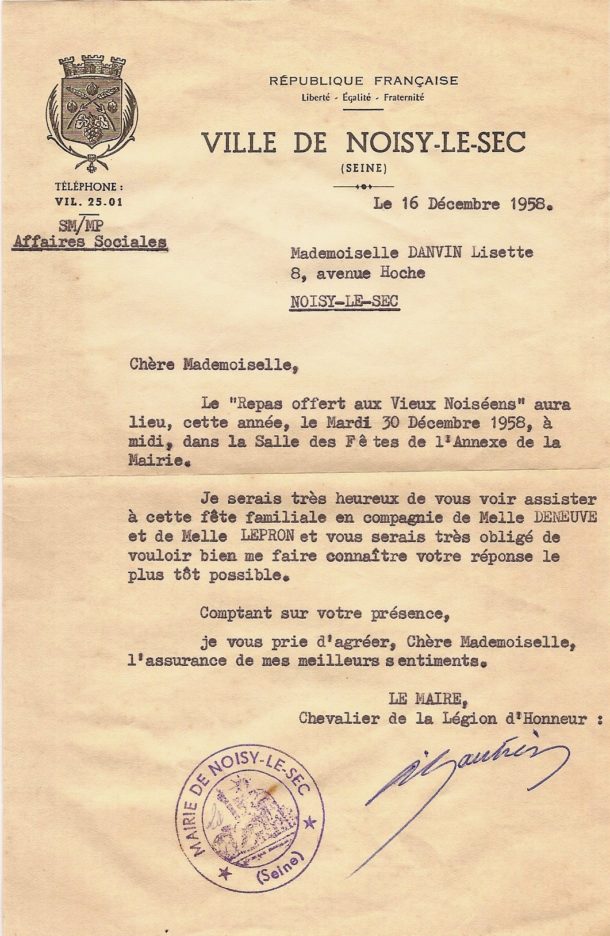 RÉPUBLIQUE FRANÇAISE
Liberté - Égalité - Fraternité
VILLE DE NOISY-LE-SEC
(SEINE)
TÉLÉPHONE :
VIL. 25.01
SM/MP
Affaires Sociales
Le 16 Décembre 1958.
Mademoiselle DANVIN Lisette
8, avenue Hoche
NOISY-LE-SEC
Chère Mademoiselle,
Le "Repas offert aux Vieux Noiséens" aura
lieu, cette année, le Mardi 30 Décembre 1958, à
midi, dans la Salle des Fêtes de l'Annexe de la
Mairie.
Je serais très heureux de vous voir assister
à cette fête familiale en compagnie de Melle DENEUVE
et de Melle LEPRON et vous serais très obligé de
vouloir bien me faire connaître votre réponse le
plus tôt possible.
Comptant sur votre présence,
je vous prie d'agréer, Chère Mademoiselle,
l'assurance de mes meilleurs sentiments.
LE MAIRE,
Chevalier de la Légion d'Honneur :
MAIRIE DE NOISY-LE-SEC
(Seine)